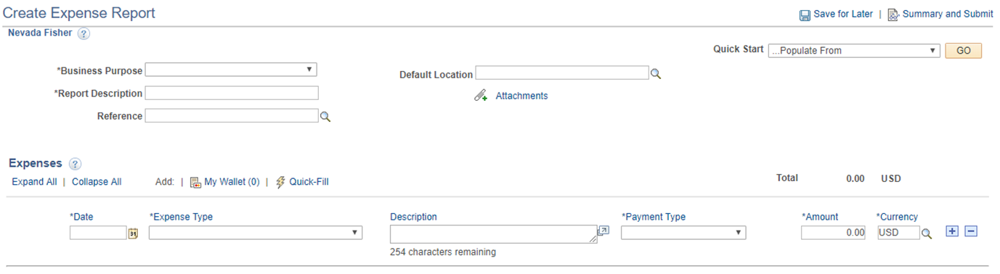 Create Expense Report
Save for Later | Summary and Submit
Nevada Fisher ?
Quick Start ...Populate From GO
*Business Purpose
Default Location
*Report Description
Attachments
Reference
Expenses ?
Expand All | Collapse All Add: | My Wallet (0) | Quick-Fill Total 0.00 USD
*Date *Expense Type Description *Payment Type *Amount *Currency
31 0.00 USD
254 characters remaining